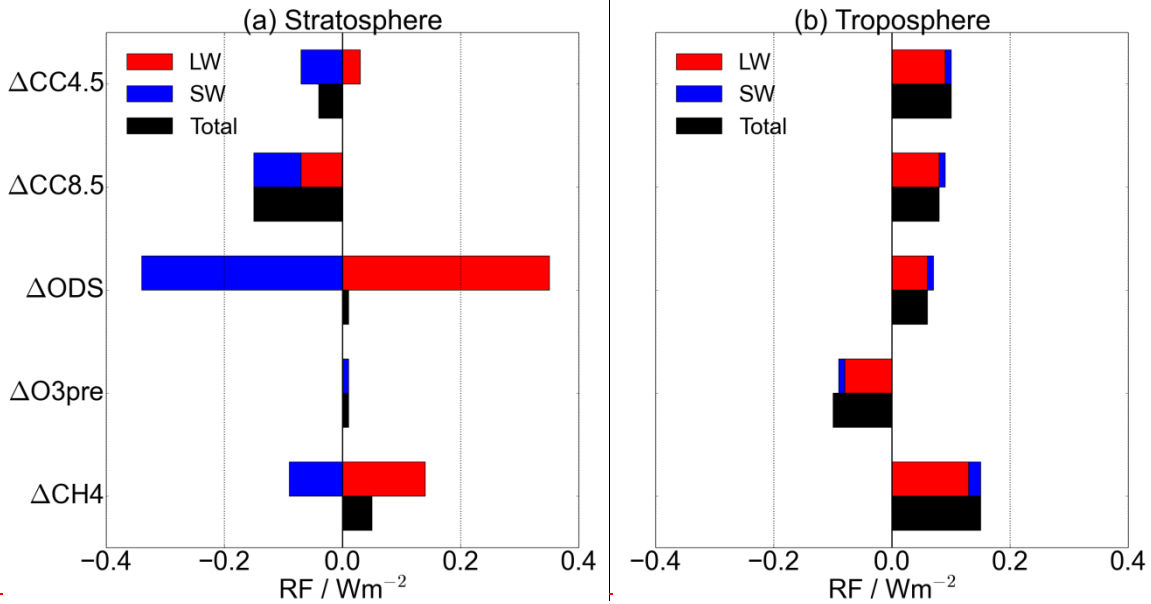 (a) Stratosphere
LW
SW
Total
ΔCC4.5
ΔCC8.5
ΔODS
ΔO3pre
ΔCH4
−0.4 −0.2 0.0 0.2 0.4
RF / Wm⁻²
(b) Troposphere
LW
SW
Total
−0.4 −0.2 0.0 0.2 0.4
RF / Wm⁻²